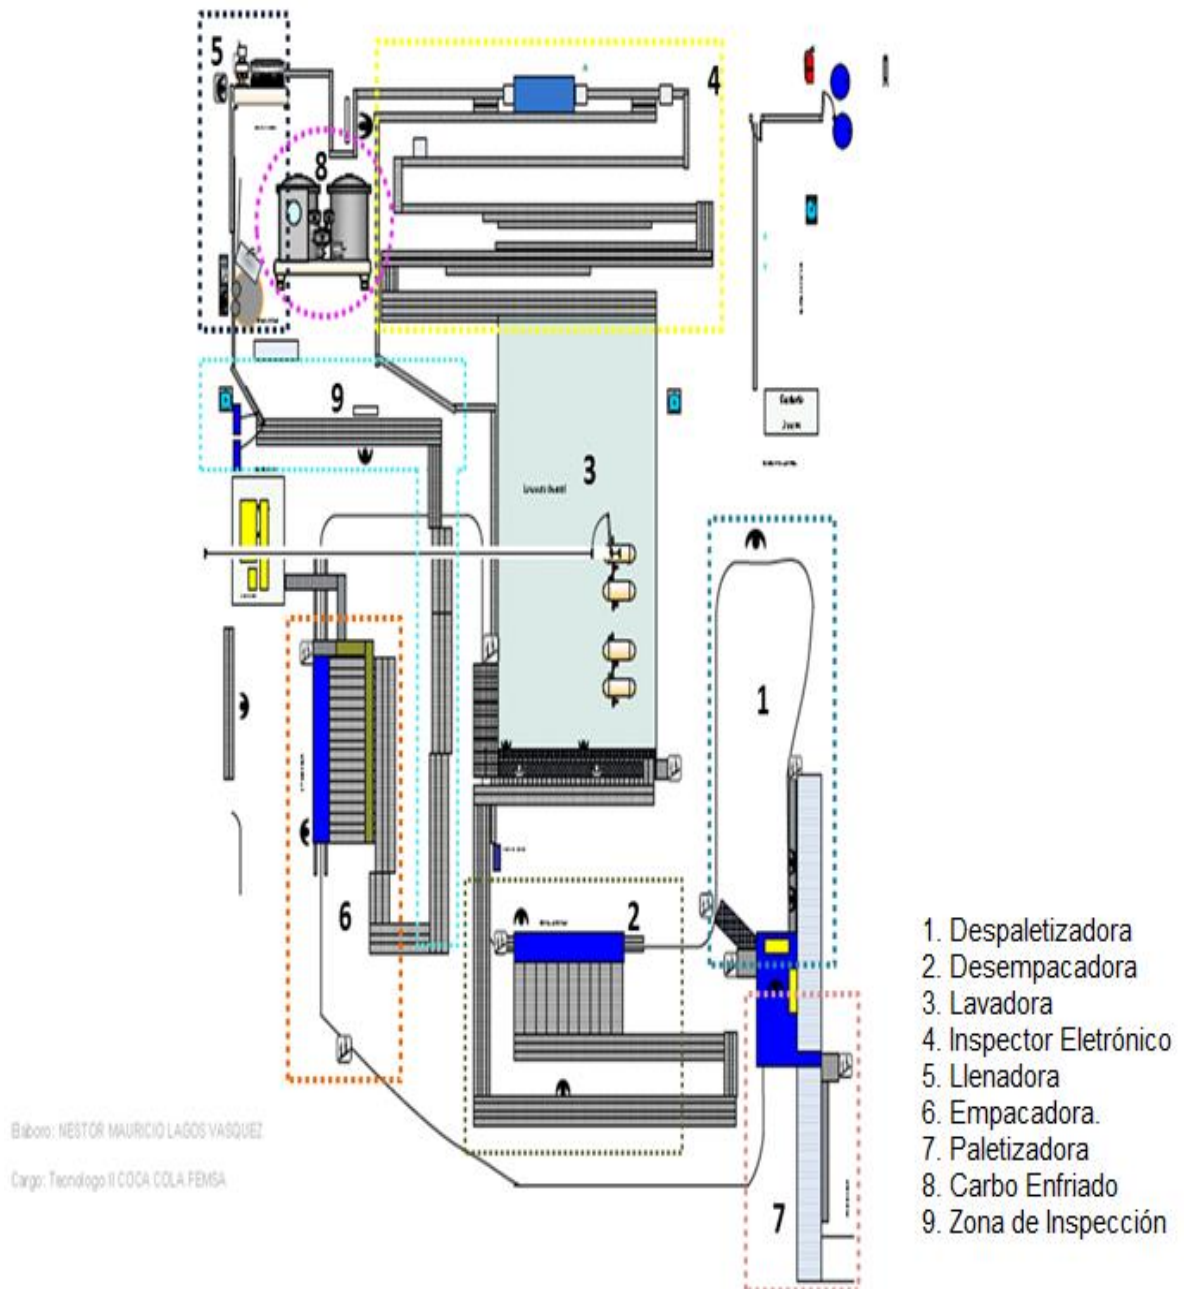 5
4
8
9
3
1
6
2
7
1. Despaletizadora
2. Desempacadora
3. Lavadora
4. Inspector Eletrónico
5. Llenadora
6. Empacadora.
7. Paletizadora
8. Carbo Enfriado
9. Zona de Inspección
Elaboro: NESTOR MAURICIO LAGOS VASQUEZ
Cargo: Tecnologo II COCA COLA FEMSA